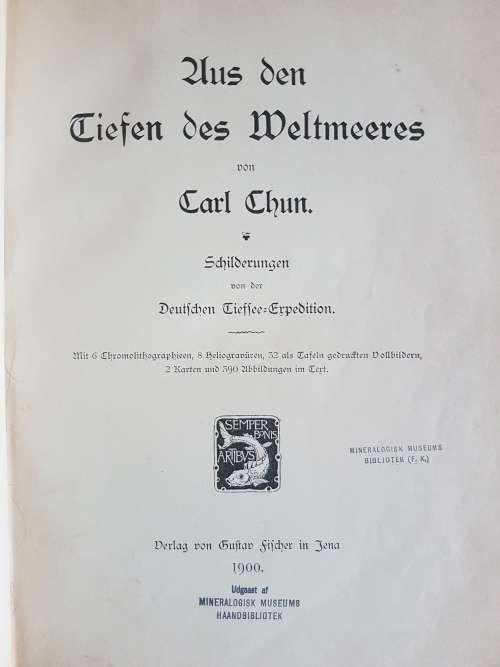 Aus den
Tiefen des Weltmeeres
von
Carl Chun.
Schilderungen
von der
Deutschen Tiefsee-Expedition.
Mit 6 Chromolithographieen, 8 Heliogravüren, 32 als Tafeln gedruckten Vollbildern,
2 Karten und 390 Abbildungen im Text.
SEMPER
BONIS
ARTIBVS
MINERALOGISK MUSEUMS
BIBLIOTEK (F. K.)
Verlag von Gustav Fischer in Jena
1900.
Udgaaet af
MINERALOGISK MUSEUMS
HAANDBIBLIOTEK